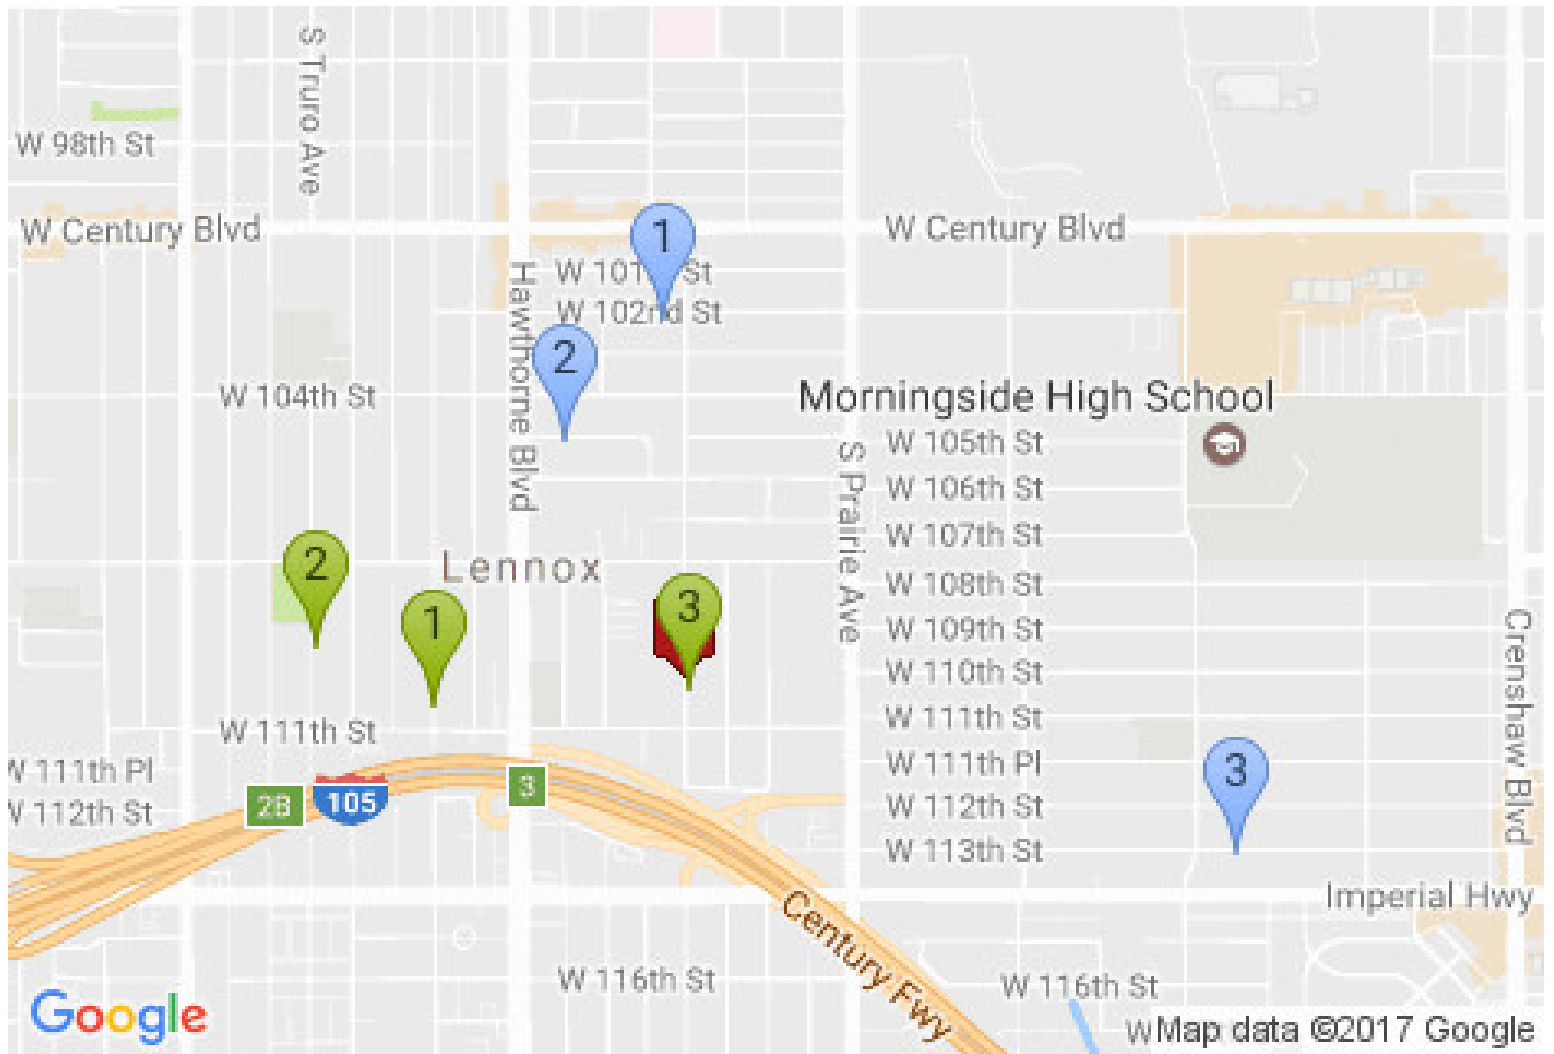 S Truro Ave
W 98th St
W Century Blvd
W Century Blvd
1
W 101 St
W 102nd St
Hawthorne Blvd
2
W 104th St
Morningside High School
W 105th St
S Prairie Ave
W 106th St
W 107th St
2
Lennox
W 108th St
3
1
W 109th St
Crenshaw Blvd
W 110th St
W 111th St
W 111th St
W 111th Pl
W 111th Pl
3
3
2B
105
W 112th St
W 112th St
W 113th St
Imperial Hwy
Century Fwy
W 116th St
W 116th St
Google
W
Map data ©2017 Google